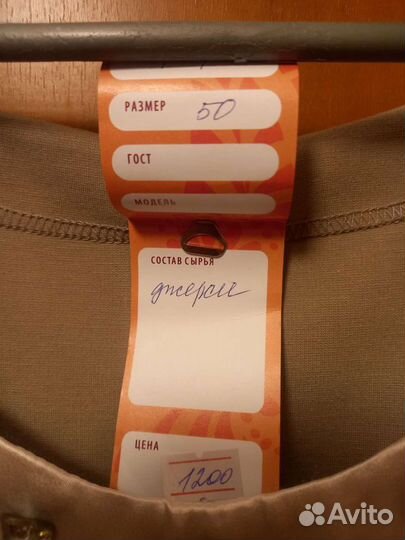 РАЗМЕР 50
ГОСТ
МОДЕЛЬ
СОСТАВ СЫРЬЯ
джерси
ЦЕНА
1200
Avito